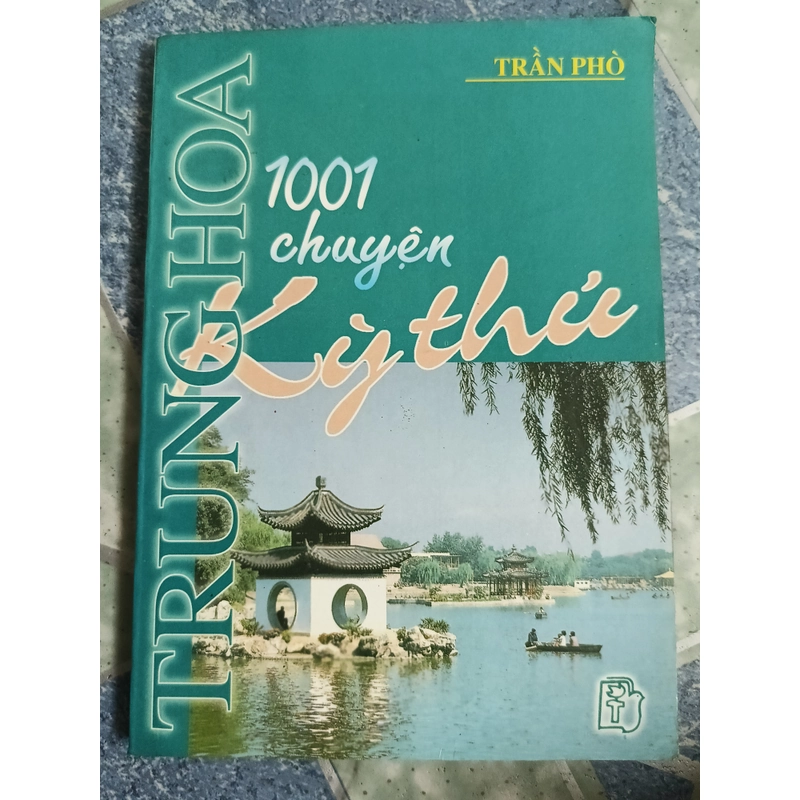 TRẦN PHÒ
TRUNG HOA
1001
chuyện
Kỳ thú